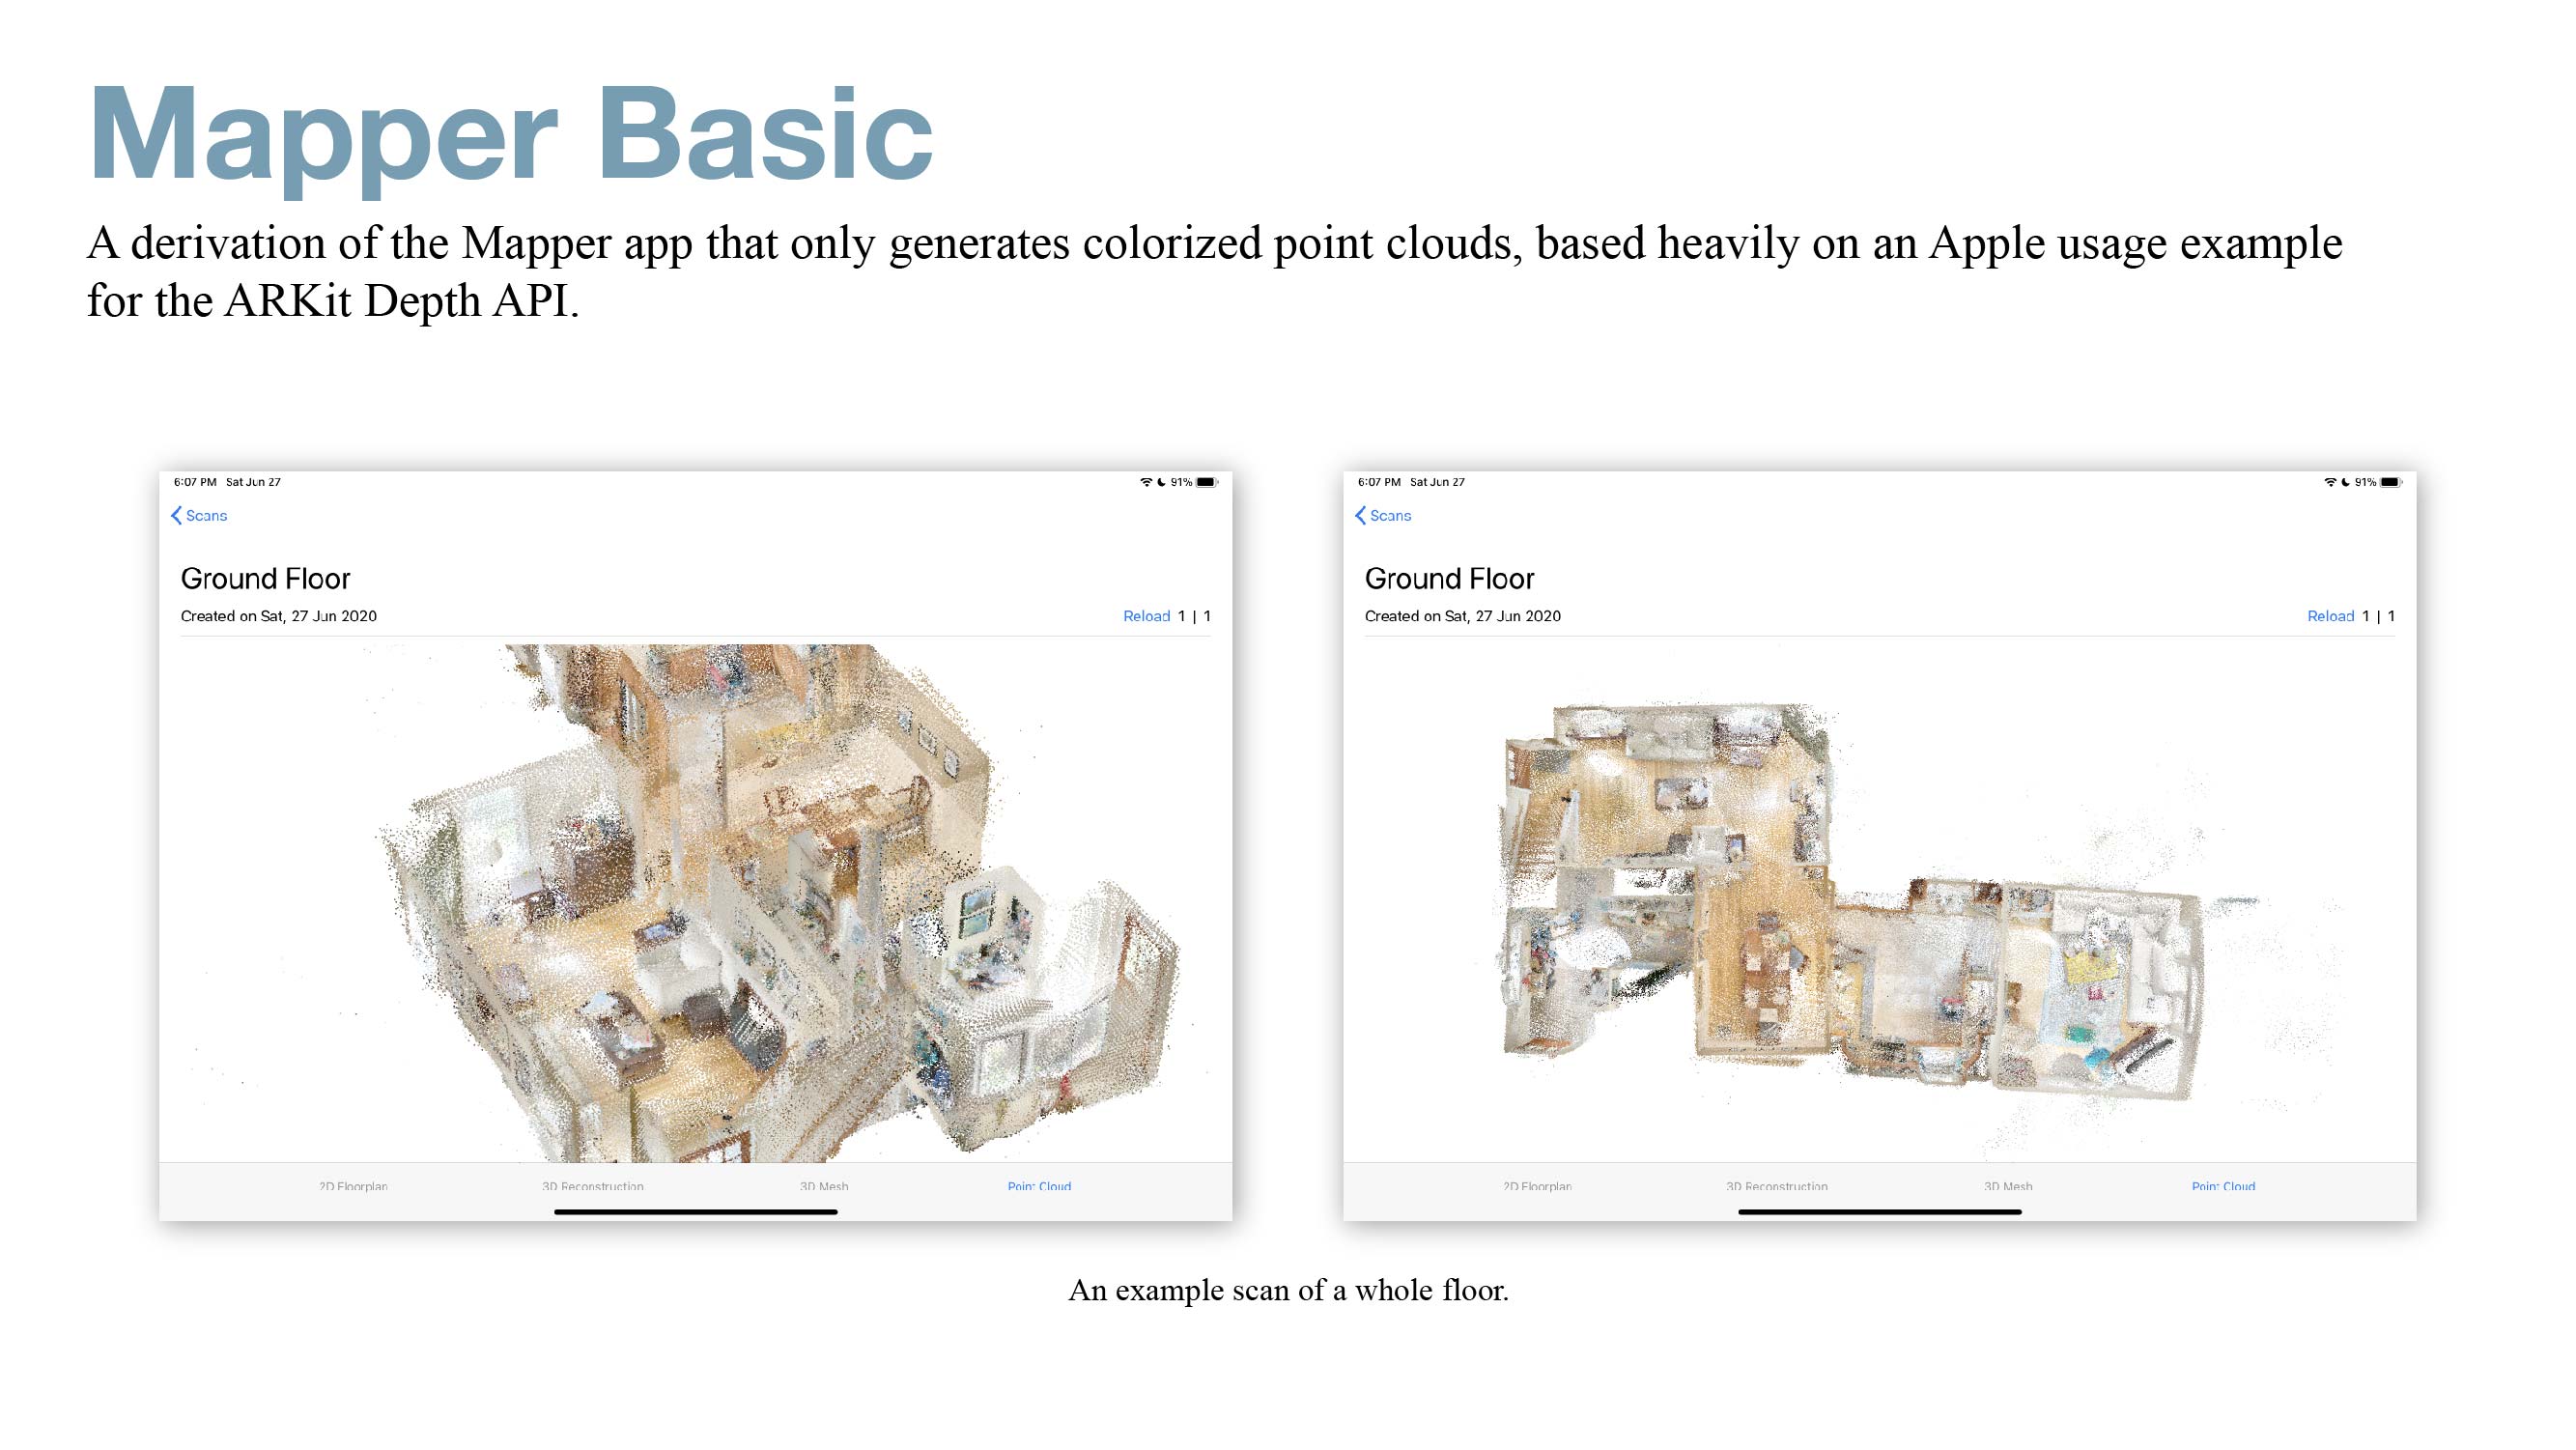 Mapper Basic
A derivation of the Mapper app that only generates colorized point clouds, based heavily on an Apple usage example
for the ARKit Depth API.
6:07 PM Sat Jun 27 91%
Scans
Ground Floor
Created on Sat, 27 Jun 2020 Reload 1 | 1
2D Floorplan 3D Reconstruction 3D Mesh Point Cloud
6:07 PM Sat Jun 27 91%
Scans
Ground Floor
Created on Sat, 27 Jun 2020 Reload 1 | 1
2D Floorplan 3D Reconstruction 3D Mesh Point Cloud
An example scan of a whole floor.